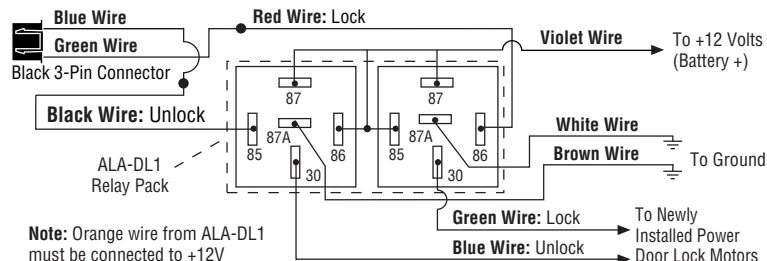 Blue Wire
Red Wire: Lock
Green Wire
Violet Wire
To +12 Volts
(Battery +)
Black 3-Pin Connector
87
87
Black Wire: Unlock
White Wire
87A
87A
85
86
85
86
Brown Wire
To Ground
ALA-DL1
Relay Pack
30
30
Green Wire: Lock
To Newly
Installed Power
Door Lock Motors
Note: Orange wire from ALA-DL1
must be connected to +12V
Blue Wire: Unlock